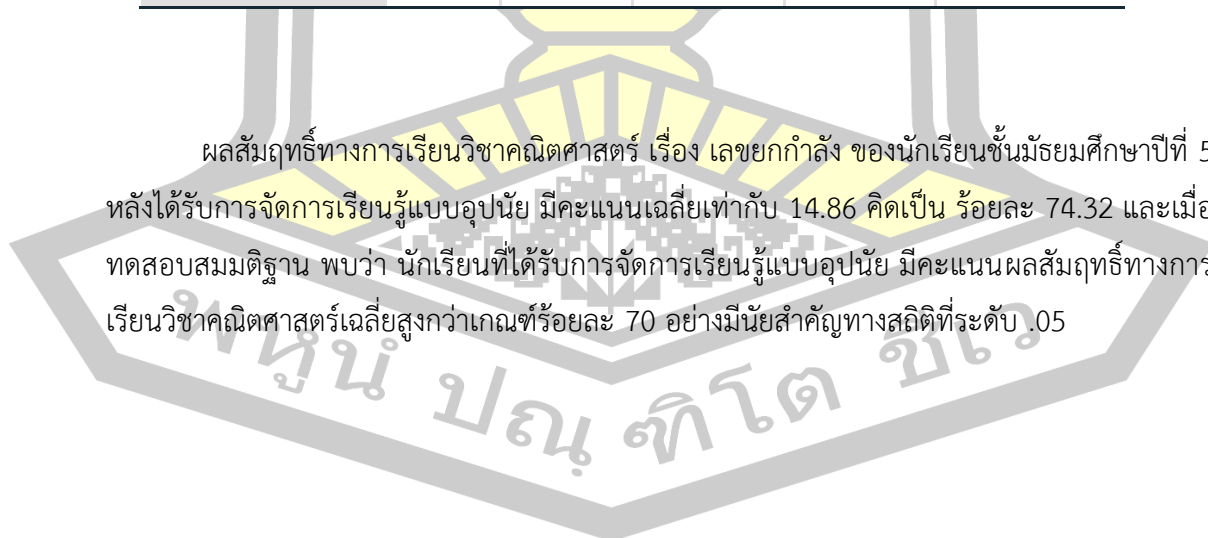 ผลสัมฤทธิ์ทางการเรียนวิชาคณิตศาสตร์ เรื่อง เลขยกกำลัง ของนักเรียนชั้นมัธยมศึกษาปีที่ 5
หลังได้รับการจัดการเรียนรู้แบบอุปนัย มีคะแนนเฉลี่ยเท่ากับ 14.86 คิดเป็น ร้อยละ 74.32 และเมื่อ
ทดสอบสมมติฐาน พบว่า นักเรียนที่ได้รับการจัดการเรียนรู้แบบอุปนัย มีคะแนนผลสัมฤทธิ์ทางการ
เรียนวิชาคณิตศาสตร์เฉลี่ยสูงกว่าเกณฑ์ร้อยละ 70 อย่างมีนัยสำคัญทางสถิติที่ระดับ .05
พหูนํ ปณฺฑิโต ชีเว